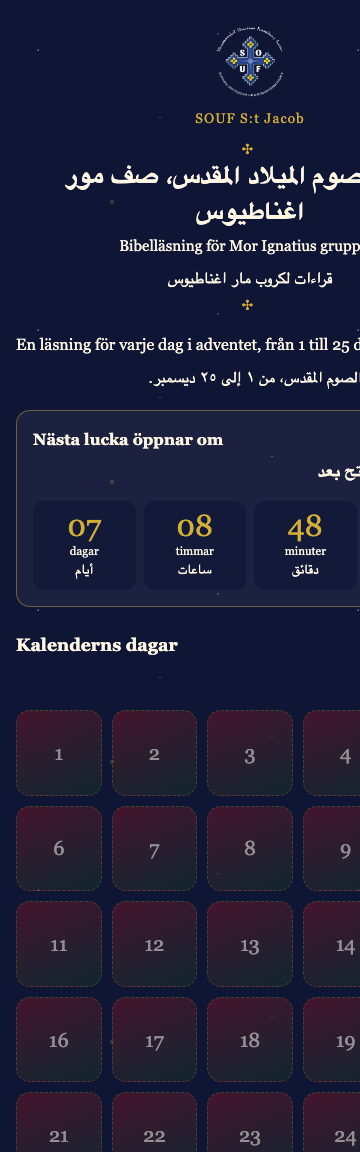 S O
U F
SOUF S:t Jacob
صوم الميلاد المقدس، صف مور
اغناطيوس
Bibelläsning för Mor Ignatius grupp
قراءات لكروب مار اغناطيوس
En läsning för varje dag i adventet, från 1 till 25 d
لصوم المقدس، من ١ إلى ٢٥ ديسمبر.
Nästa lucka öppnar om
تح بعد
07 08 48
dagar timmar minuter
أيام ساعات دقائق
Kalenderns dagar
1 2 3 4
6 7 8 9
11 12 13 14
16 17 18 19
21 22 23 24